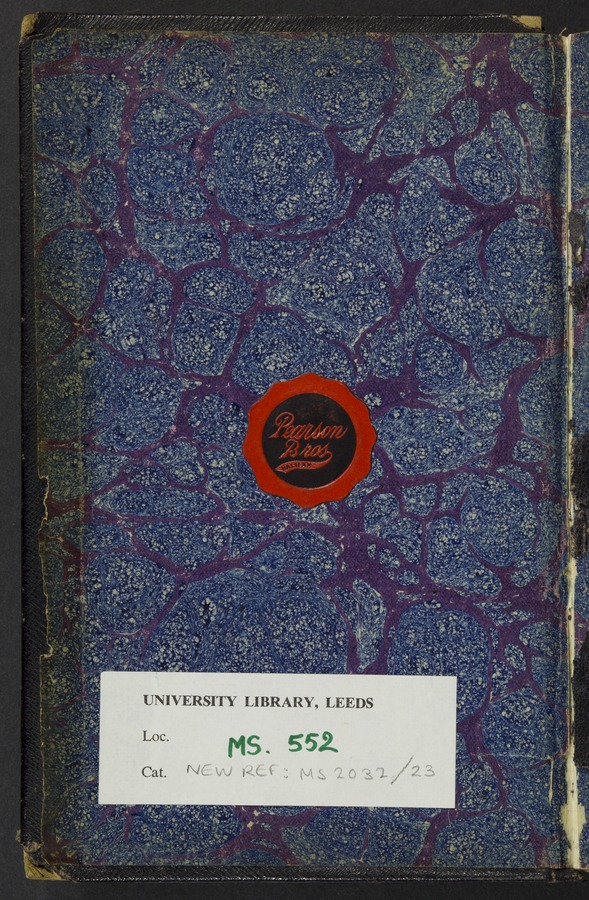 Pearson
Bros
UNIVERSITY LIBRARY, LEEDS
Loc.
MS. 552
Cat. NEW REF: MS 2032/23